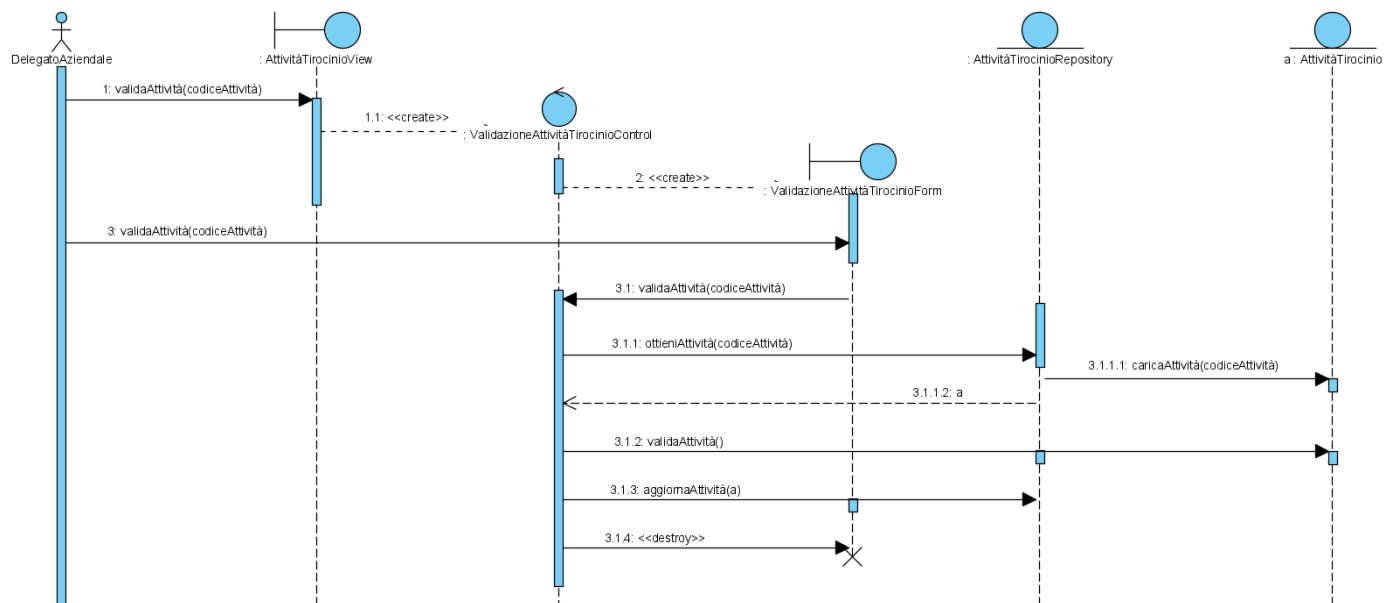 DelegatoAziendale
: AttivitàTirocinioView
: AttivitàTirocinioRepository
a : AttivitàTirocinio
1: validaAttività(codiceAttività)
1.1: <<create>>
: ValidazioneAttivitàTirocinioControl
2: <<create>>
: ValidazioneAttivitàTirocinioForm
3: validaAttività(codiceAttività)
3.1: validaAttività(codiceAttività)
3.1.1: ottieniAttività(codiceAttività)
3.1.1.1: caricaAttività(codiceAttività)
3.1.1.2: a
3.1.2: validaAttività()
3.1.3: aggiornaAttività(a)
3.1.4: <<destroy>>